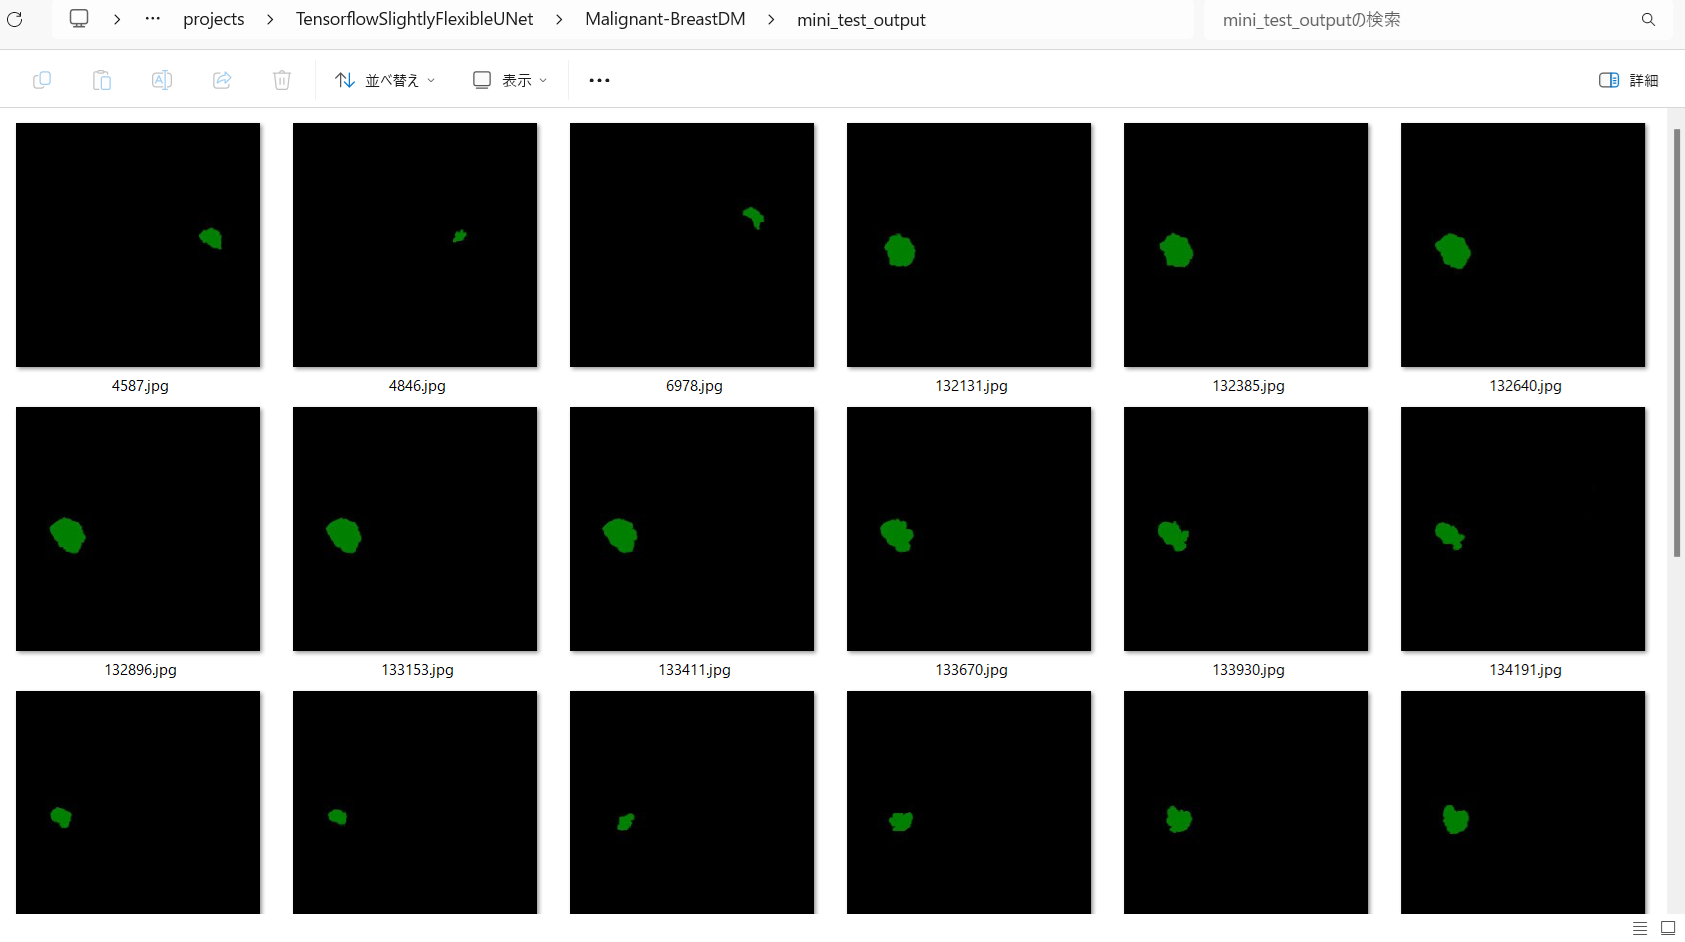 projects > TensorflowSlightlyFlexibleUNet > Malignant-BreastDM > mini_test_output
mini_test_outputの検索
並べ替え
表示
詳細
4587.jpg
4846.jpg
6978.jpg
132131.jpg
132385.jpg
132640.jpg
132896.jpg
133153.jpg
133411.jpg
133670.jpg
133930.jpg
134191.jpg